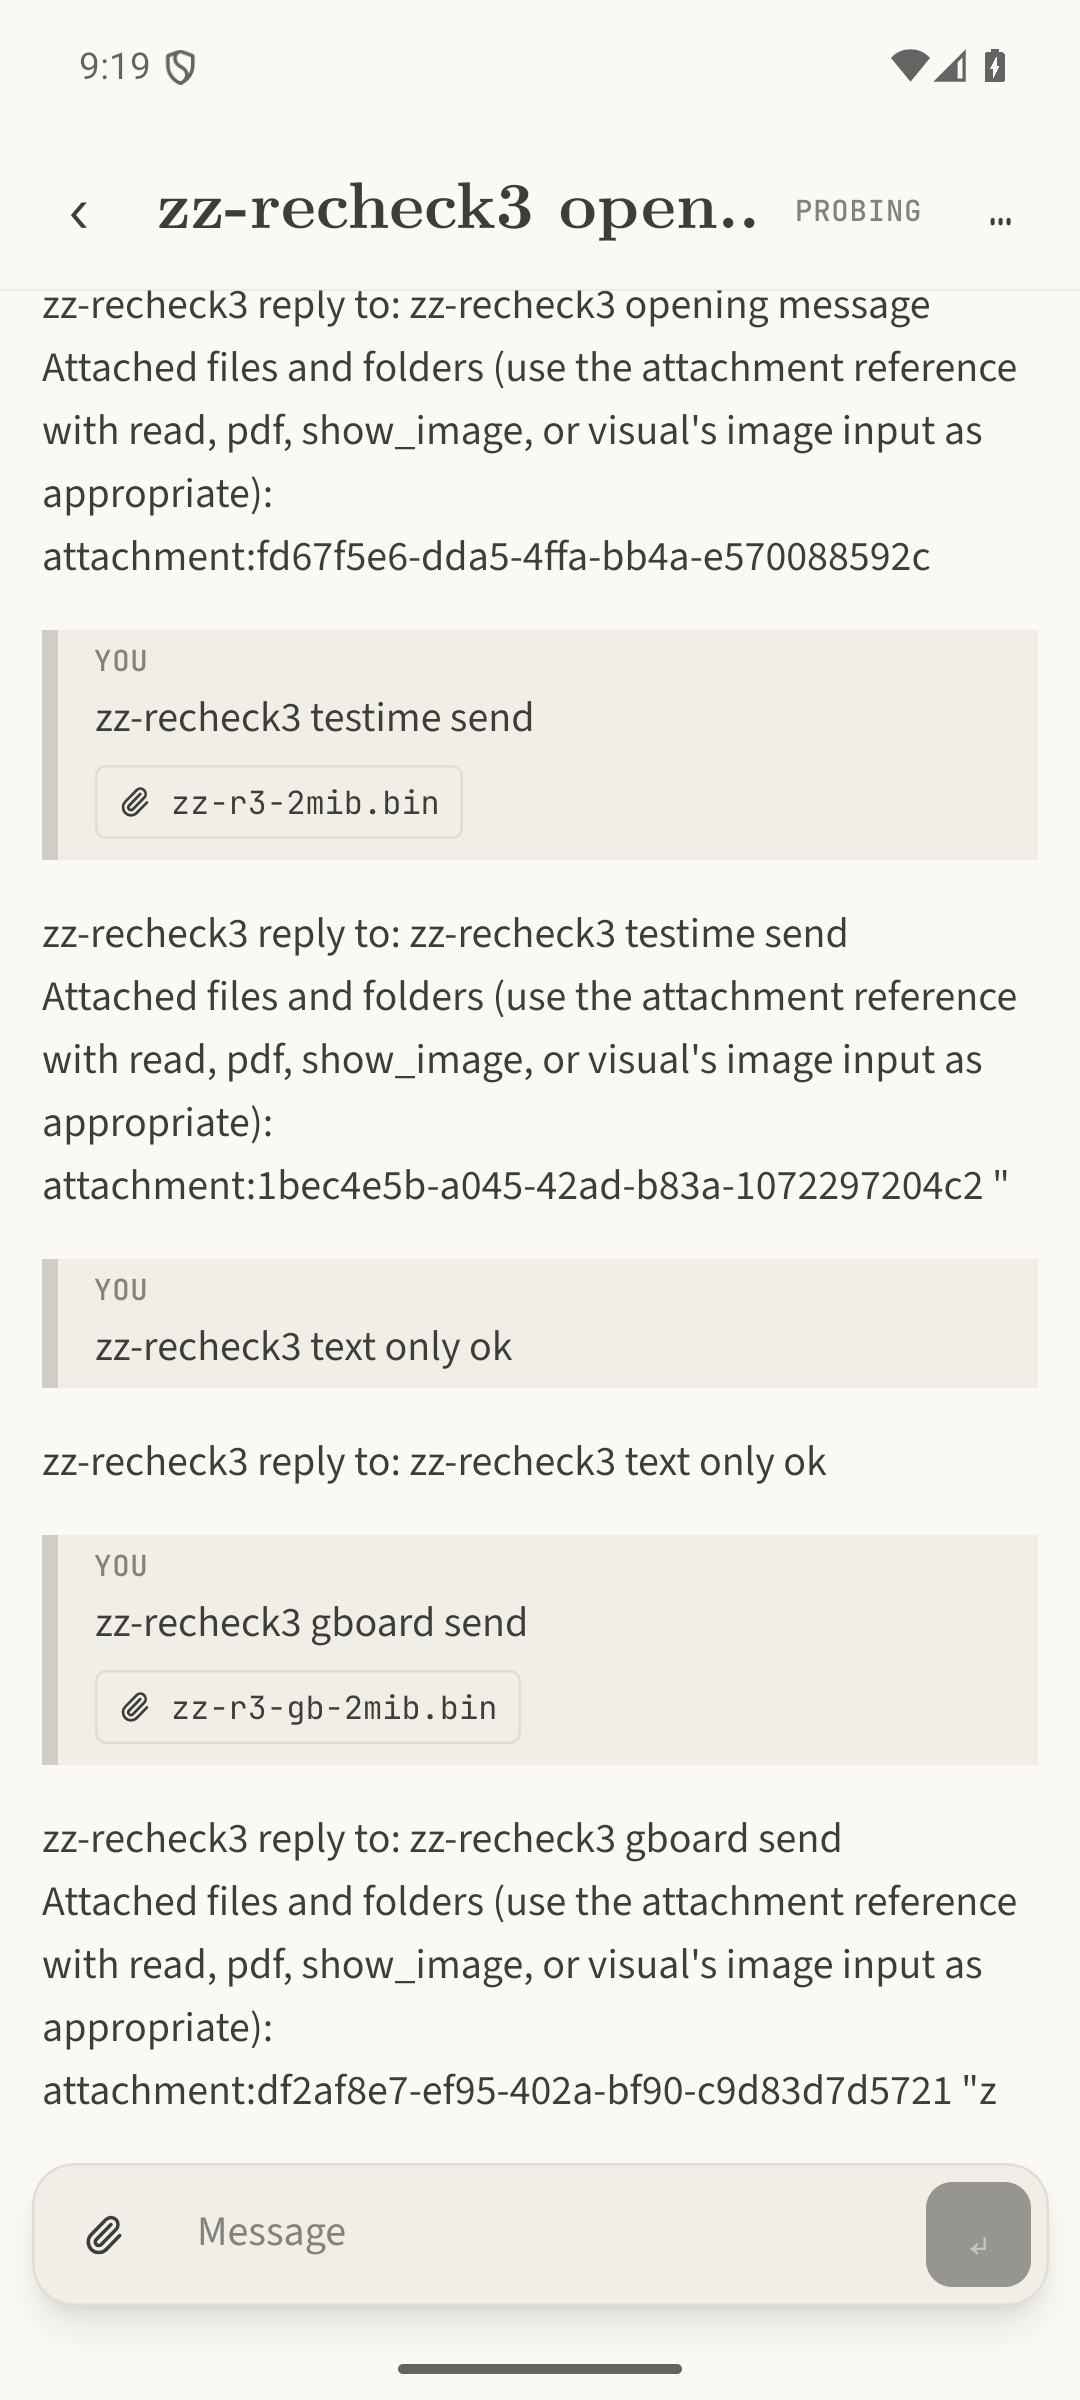 9:19
‹ zz-recheck3 open.. PROBING …
zz-recheck3 reply to: zz-recheck3 opening message
Attached files and folders (use the attachment reference
with read, pdf, show_image, or visual's image input as
appropriate):
attachment:fd67f5e6-dda5-4ffa-bb4a-e570088592c
YOU
zz-recheck3 testime send
zz-r3-2mib.bin
zz-recheck3 reply to: zz-recheck3 testime send
Attached files and folders (use the attachment reference
with read, pdf, show_image, or visual's image input as
appropriate):
attachment:1bec4e5b-a045-42ad-b83a-1072297204c2 "
YOU
zz-recheck3 text only ok
zz-recheck3 reply to: zz-recheck3 text only ok
YOU
zz-recheck3 gboard send
zz-r3-gb-2mib.bin
zz-recheck3 reply to: zz-recheck3 gboard send
Attached files and folders (use the attachment reference
with read, pdf, show_image, or visual's image input as
appropriate):
attachment:df2af8e7-ef95-402a-bf90-c9d83d7d5721 "z
Message